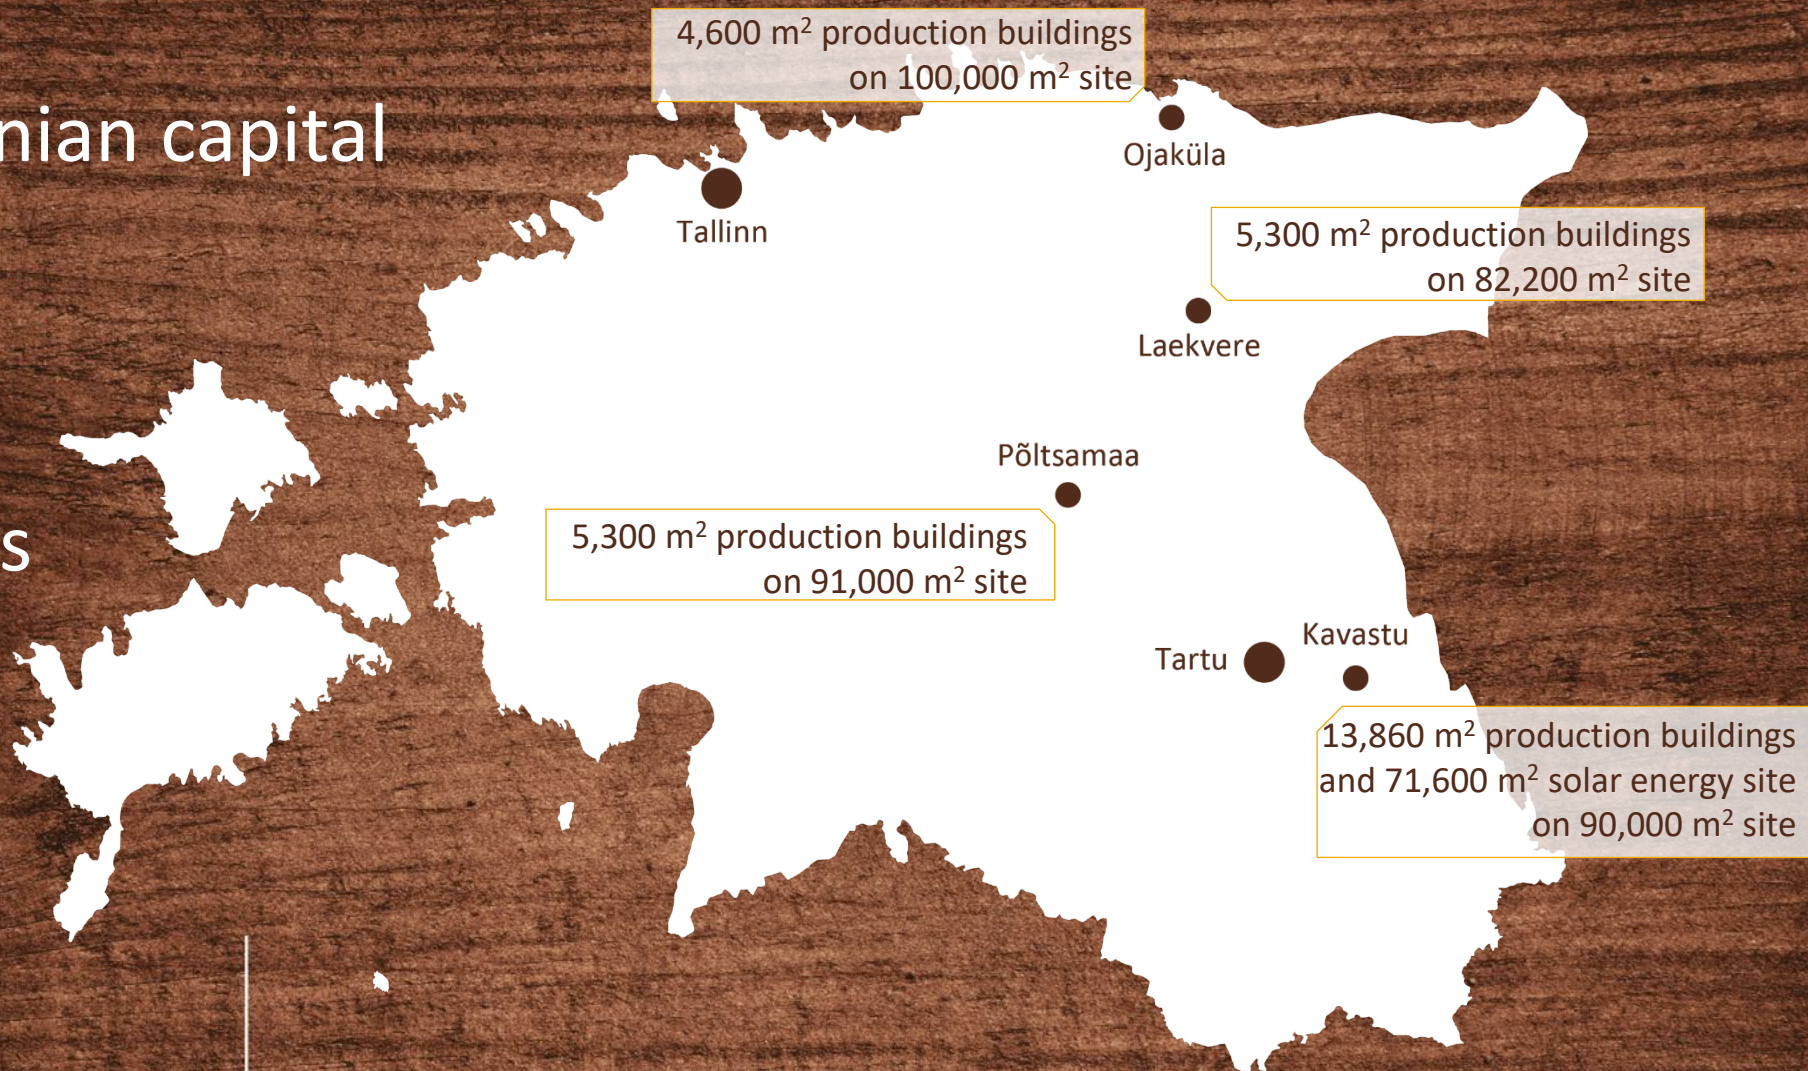 4,600 m² production buildings
on 100,000 m² site
nian capital
Ojaküla
Tallinn
5,300 m² production buildings
on 82,200 m² site
Laekvere
Põltsamaa
5,300 m² production buildings
on 91,000 m² site
s
Kavastu
Tartu
13,860 m² production buildings
and 71,600 m² solar energy site
on 90,000 m² site